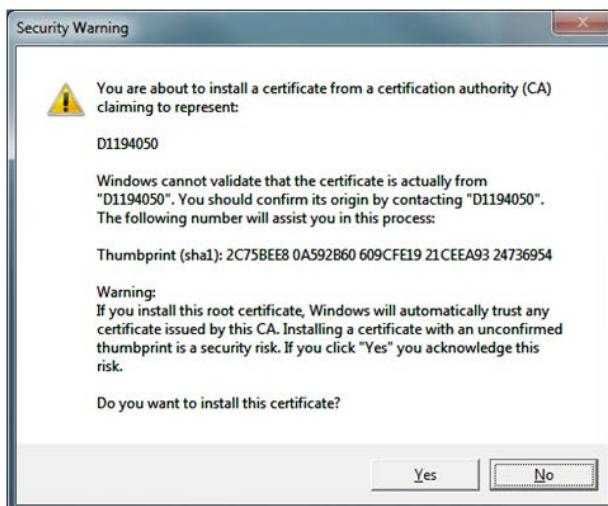 Security Warning
You are about to install a certificate from a certification authority (CA)
claiming to represent:
D1194050
Windows cannot validate that the certificate is actually from
"D1194050". You should confirm its origin by contacting "D1194050".
The following number will assist you in this process:
Thumbprint (sha1): 2C75BEE8 0A592B60 609CFE19 21CEEA93 24736954
Warning:
If you install this root certificate, Windows will automatically trust any
certificate issued by this CA. Installing a certificate with an unconfirmed
thumbprint is a security risk. If you click "Yes" you acknowledge this
risk.
Do you want to install this certificate?
Yes
No